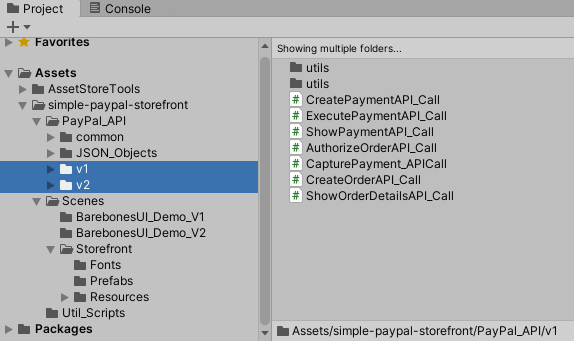 Project
Console
Favorites
Assets
AssetStoreTools
simple-paypal-storefront
PayPal_API
common
JSON_Objects
v1
v2
Scenes
BarebonesUI_Demo_V1
BarebonesUI_Demo_V2
Storefront
Fonts
Prefabs
Resources
Util_Scripts
Packages
Showing multiple folders...
utils
utils
# CreatePaymentAPI_Call
# ExecutePaymentAPI_Call
# ShowPaymentAPI_Call
# AuthorizeOrderAPI_Call
# CapturePayment_APICall
# CreateOrderAPI_Call
# ShowOrderDetailsAPI_Call
Assets/simple-paypal-storefront/PayPal_API/v1